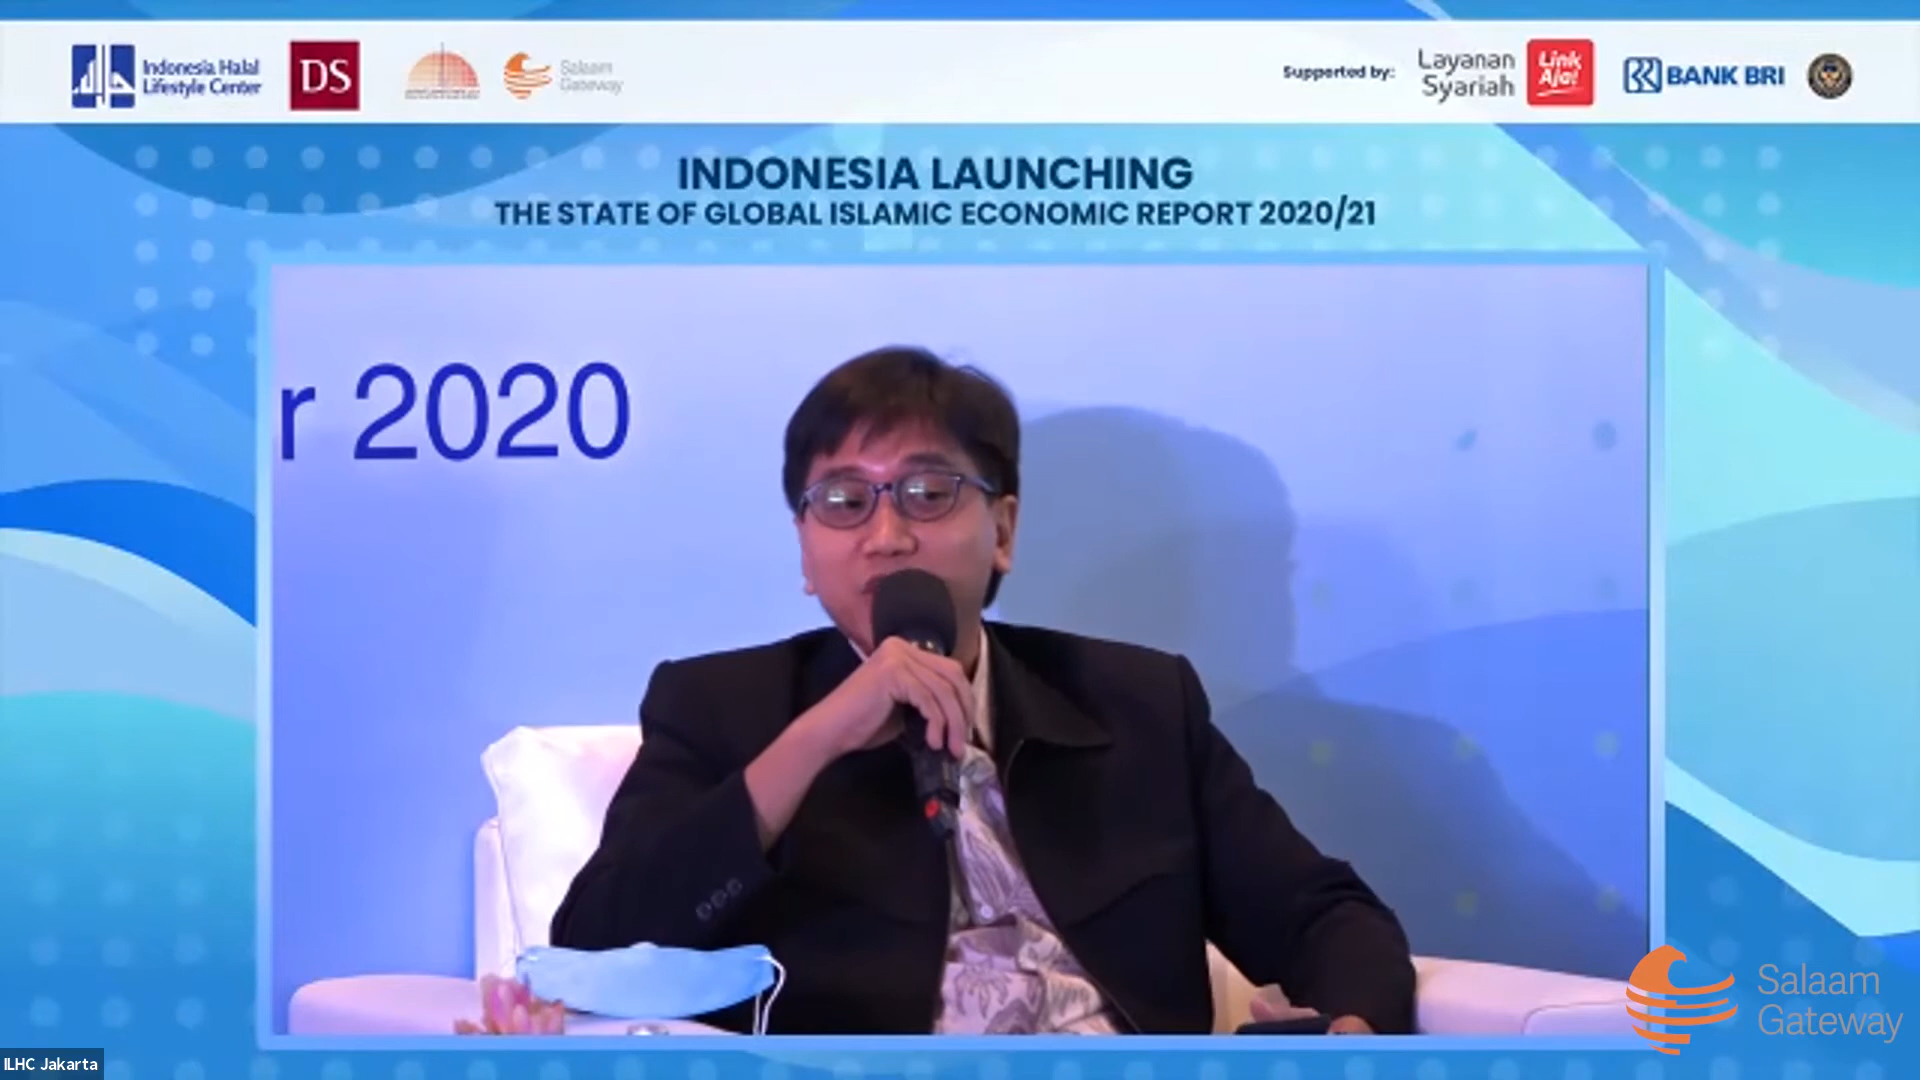 Indonesia Halal
Lifestyle Center
DS
Salaam
Gateway
Supported by:
Layanan
Syariah
Link
Aja!
BANK BRI
INDONESIA LAUNCHING
THE STATE OF GLOBAL ISLAMIC ECONOMIC REPORT 2020/21
r 2020
Salaam
Gateway
ILHC Jakarta